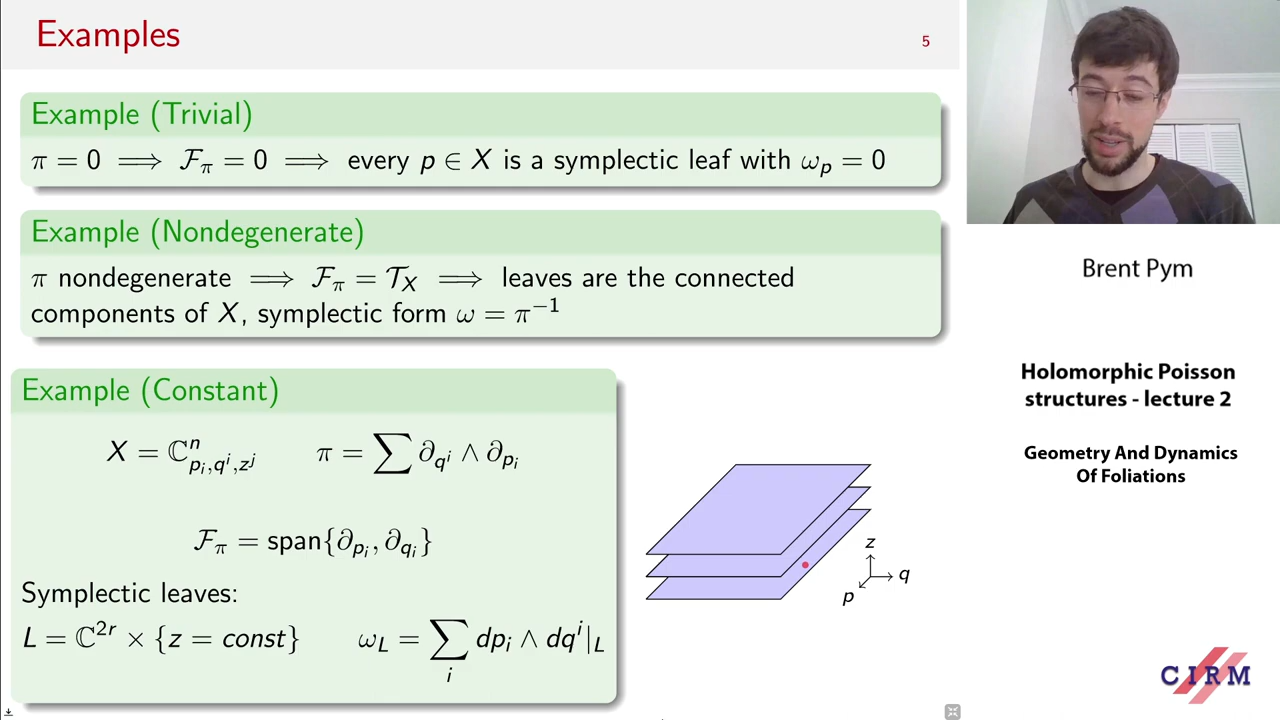 Examples
5
Example (Trivial)
π = 0 ⟹ ℱ_π = 0 ⟹ every p ∈ X is a symplectic leaf with ω_p = 0
Example (Nondegenerate)
π nondegenerate ⟹ ℱ_π = 𝒯_X ⟹ leaves are the connected
components of X, symplectic form ω = π⁻¹
Example (Constant)
X = ℂ^n_{p_i,q^i,z^j}    π = ∑ ∂_{q^i} ∧ ∂_{p_i}
ℱ_π = span{∂_{p_i}, ∂_{q_i}}
Symplectic leaves:
L = ℂ^{2r} × {z = const}    ω_L = ∑_i dp_i ∧ dq^i|_L
z
q
p
Brent Pym
Holomorphic Poisson
structures - lecture 2
Geometry And Dynamics
Of Foliations
CIRM